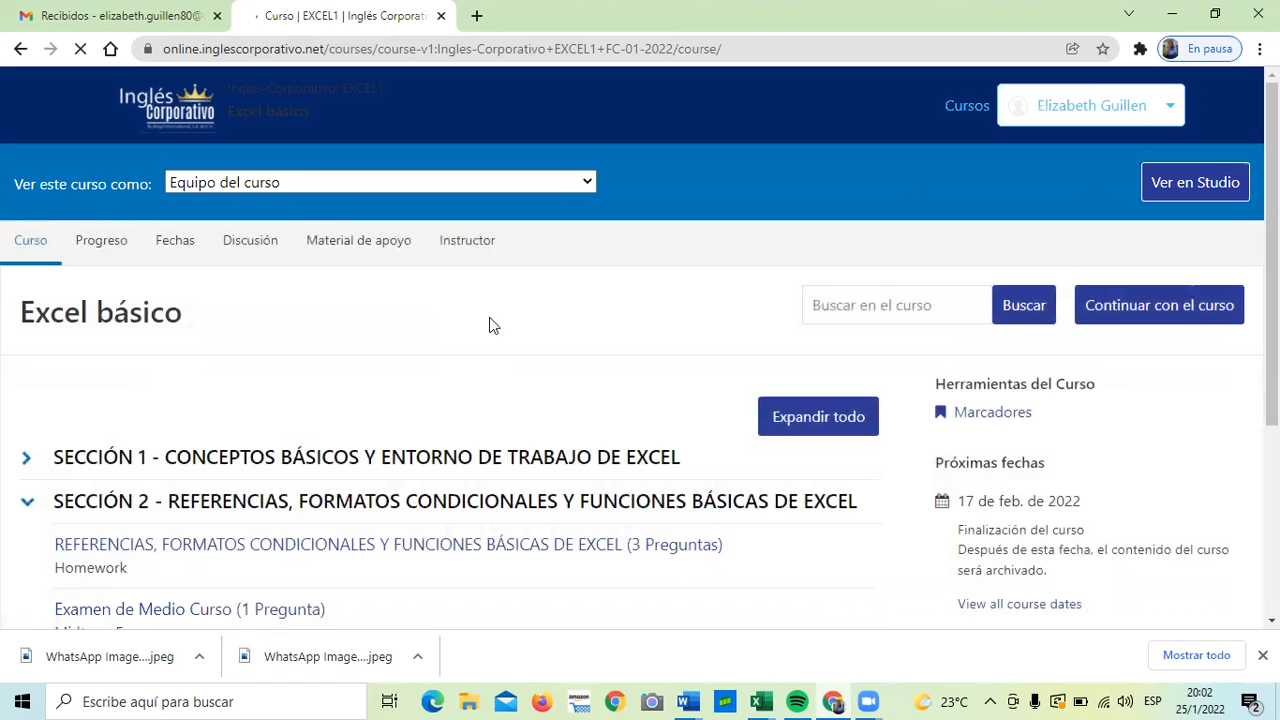 Recibidos - elizabeth.guillen80@
Curso | EXCEL1 | Inglés Corporati
online.inglescorporativo.net/courses/course-v1:Ingles-Corporativo+EXCEL1+FC-01-2022/course/
En pausa
Inglés Corporativo
Ingles-Corporativo: EXCEL1
Excel básico
Cursos
Elizabeth Guillen
Ver este curso como:
Equipo del curso
Ver en Studio
Curso
Progreso
Fechas
Discusión
Material de apoyo
Instructor
Excel básico
Buscar en el curso
Buscar
Continuar con el curso
Herramientas del Curso
Marcadores
Expandir todo
SECCIÓN 1 - CONCEPTOS BÁSICOS Y ENTORNO DE TRABAJO DE EXCEL
Próximas fechas
SECCIÓN 2 - REFERENCIAS, FORMATOS CONDICIONALES Y FUNCIONES BÁSICAS DE EXCEL
17 de feb. de 2022
Finalización del curso
Después de esta fecha, el contenido del curso
será archivado.
REFERENCIAS, FORMATOS CONDICIONALES Y FUNCIONES BÁSICAS DE EXCEL (3 Preguntas)
Homework
View all course dates
Examen de Medio Curso (1 Pregunta)
WhatsApp Image....jpeg
WhatsApp Image....jpeg
Mostrar todo
Escribe aquí para buscar
amazon
23°C
ESP
20:02
25/1/2022
2